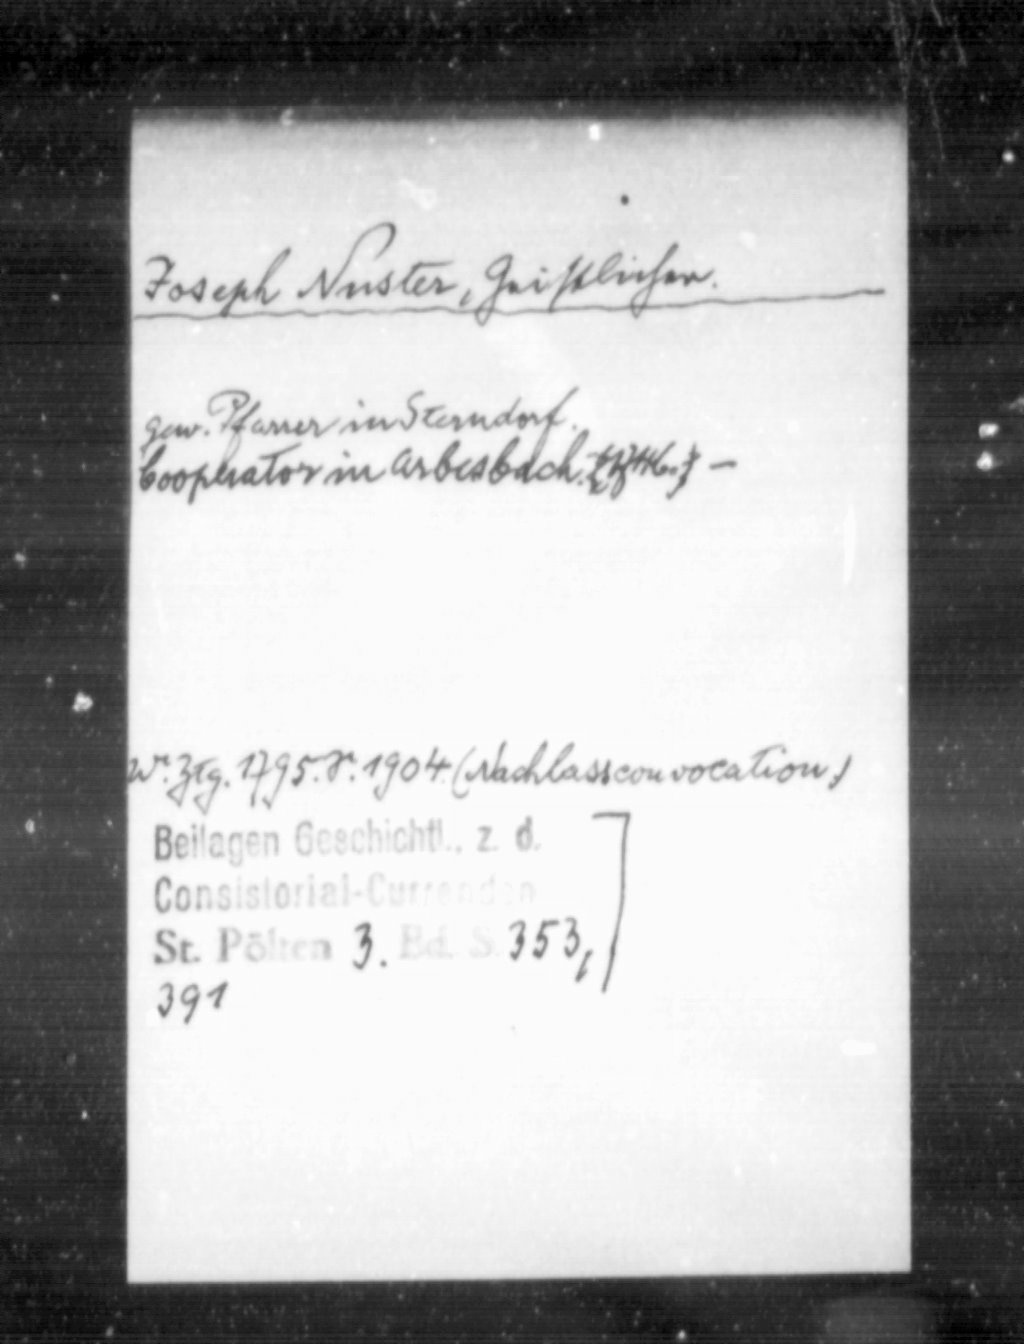 Joseph Nuster, Geistlicher.
gew. Pfarrer in Sterndorf.
Cooperator in Arbesbach. –
Wr. Ztg. 1795. S. 1904. (Nachlassconvocation.)
Beilagen Geschichtl., z. d.
Consistorial-Currenden
St. Pölten 3. Bd. S. 353,
391